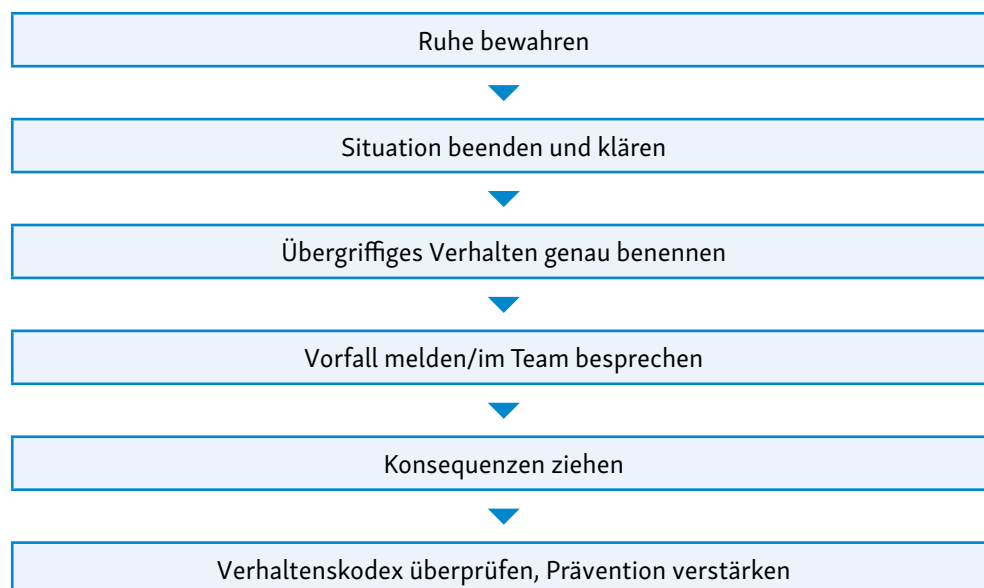 Ruhe bewahren
Situation beenden und klären
Übergriffiges Verhalten genau benennen
Vorfall melden/im Team besprechen
Konsequenzen ziehen
Verhaltenskodex überprüfen, Prävention verstärken